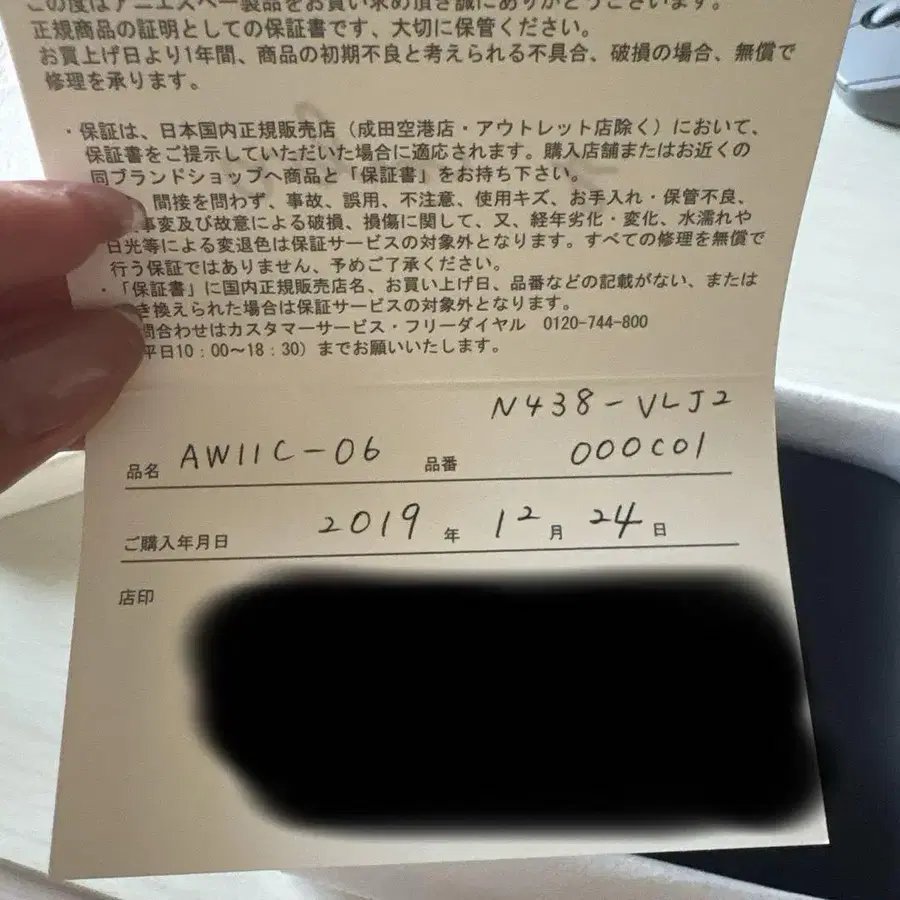 この度はアニエスベー製品をお買い求め頂き誠にありがとうございます。
正規商品の証明としての保証書です、大切に保管ください。
お買上げ日より1年間、商品の初期不良と考えられる不具合、破損の場合、無償で
修理を承ります。
・保証は、日本国内正規販売店（成田空港店・アウトレット店除く）において、
保証書をご提示していただいた場合に適応されます。購入店舗またはお近くの
同ブランドショップへ商品と「保証書」をお持ち下さい。
間接を問わず、事故、誤用、不注意、使用キズ、お手入れ・保管不良、
事変及び故意による破損、損傷に関して、又、経年劣化・変化、水濡れや
日光等による変退色は保証サービスの対象外となります。すべての修理を無償で
行う保証ではありません、予めご了承ください。
・「保証書」に国内正規販売店名、お買い上げ日、品番などの記載がない、または
き換えられた場合は保証サービスの対象外となります。
問合わせはカスタマーサービス・フリーダイヤル 0120-744-800
平日10：00～18：30）までお願いいたします。
N438-VLJ2
品名 AW11C-06 品番 000C01
ご購入年月日 2019 年 12 月 24 日
店印